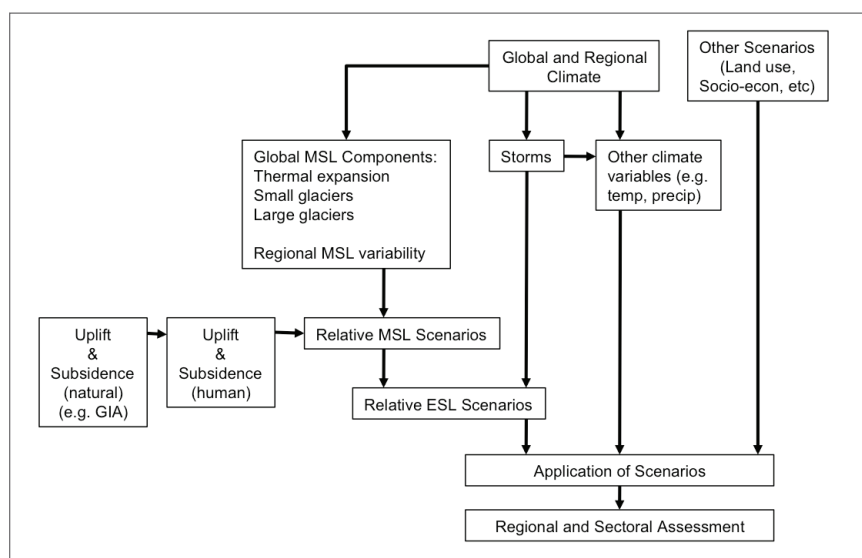 Global and Regional
Climate
Other Scenarios
(Land use,
Socio-econ, etc)
Global MSL Components:
Thermal expansion
Small glaciers
Large glaciers
Regional MSL variability
Storms
Other climate
variables (e.g.
temp, precip)
Uplift
&
Subsidence
(natural)
(e.g. GIA)
Uplift
&
Subsidence
(human)
Relative MSL Scenarios
Relative ESL Scenarios
Application of Scenarios
Regional and Sectoral Assessment